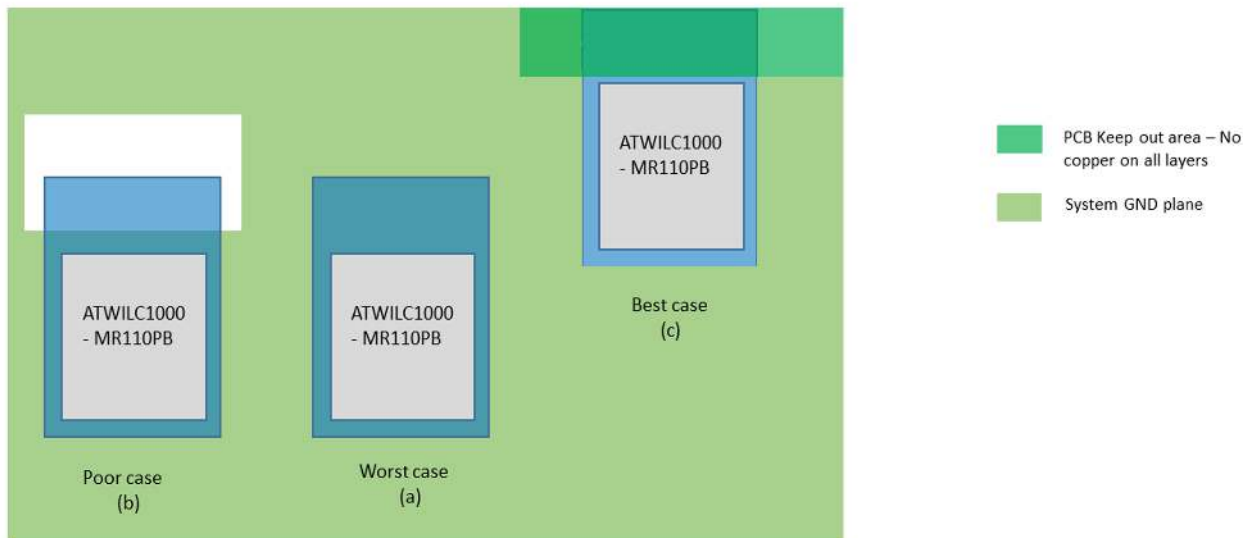 ATWILC1000
- MR110PB
Poor case
(b)
ATWILC1000
- MR110PB
Worst case
(a)
ATWILC1000
- MR110PB
Best case
(c)
PCB Keep out area – No
copper on all layers
System GND plane